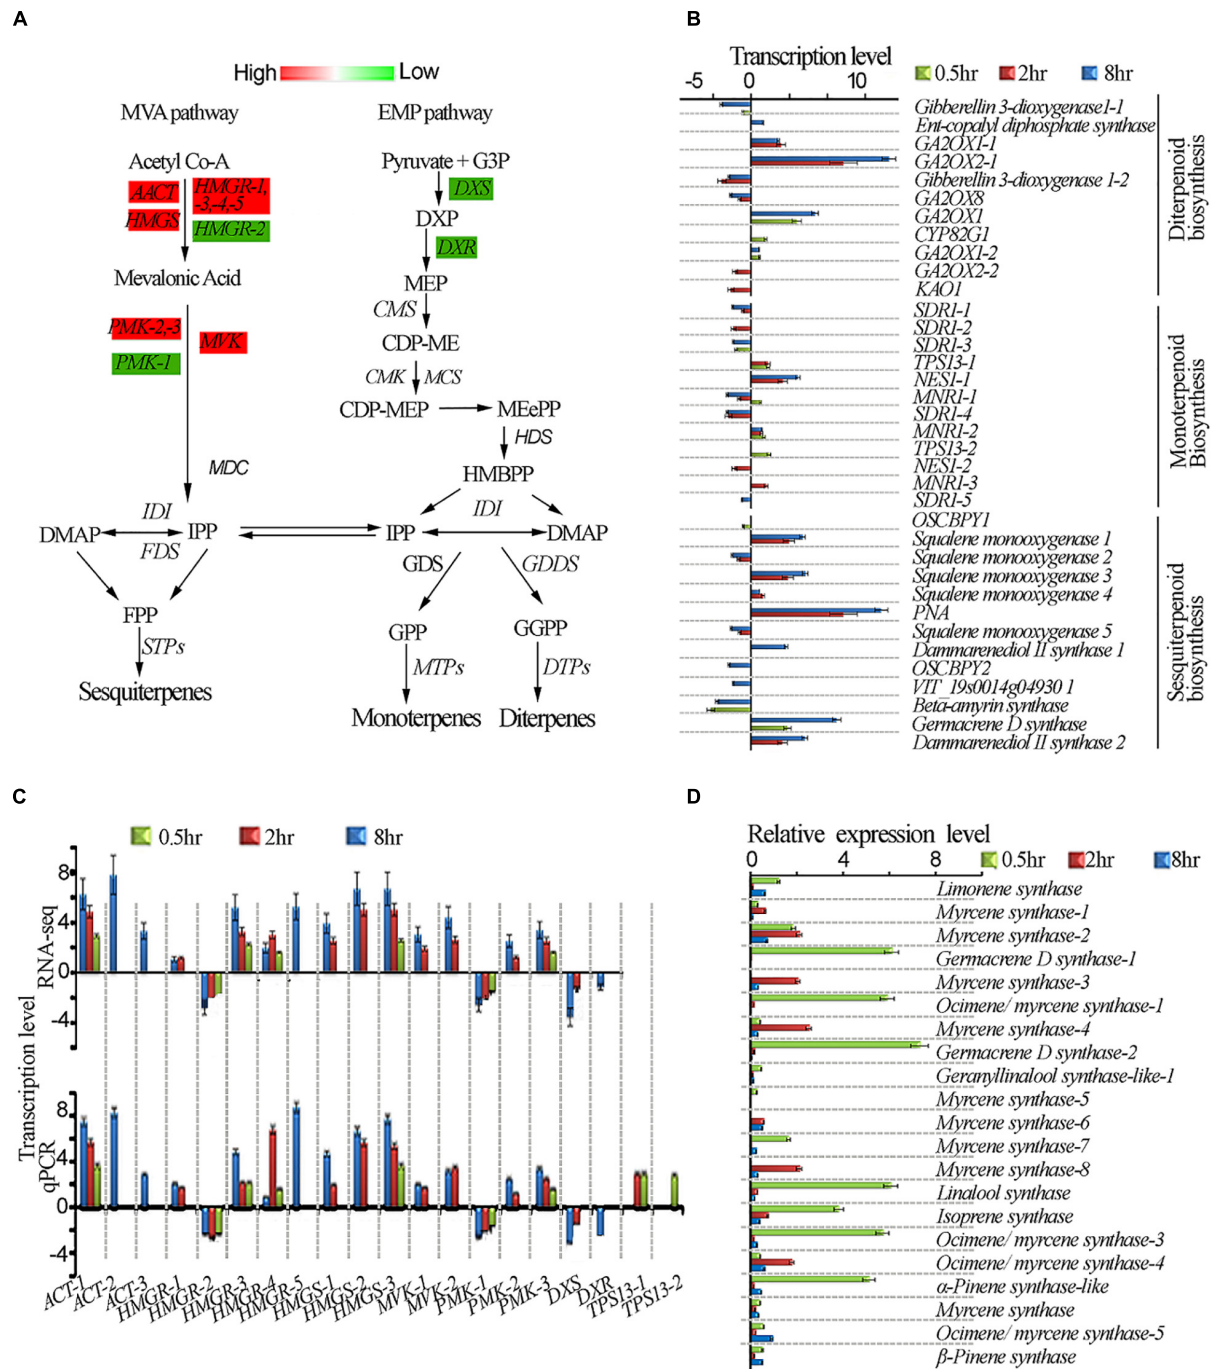 A
High Low
MVA pathway
EMP pathway
Acetyl Co-A
Pyruvate + G3P
AACT
HMGR-1,
-3,-4,-5
HMGS
HMGR-2
DXS
DXP
DXR
Mevalonic Acid
MEP
CMS
PMK-2,-3
MVK
PMK-1
CDP-ME
CMK
MCS
CDP-MEP
MEePP
HDS
MDC
HMBPP
IDI
IDI
DMAP
IPP
IPP
DMAP
FDS
GDS
GDDS
FPP
GPP
GGPP
STPs
MTPs
DTPs
Sesquiterpenes
Monoterpenes
Diterpenes
B
Transcription level
-5 0 10
0.5hr 2hr 8hr
Gibberellin 3-dioxygenase1-1
Ent-copalyl diphosphate synthase
GA2OX1-1
GA2OX2-1
Gibberellin 3-dioxygenase 1-2
GA2OX8
GA2OX1
CYP82G1
GA2OX1-2
GA2OX2-2
KAO1
Diterpenoid
biosynthesis
SDR1-1
SDR1-2
SDR1-3
TPS13-1
NES1-1
MNR1-1
SDR1-4
MNR1-2
TPS13-2
NES1-2
MNR1-3
SDR1-5
Monoterpenoid
Biosynthesis
OSCBPY1
Squalene monooxygenase 1
Squalene monooxygenase 2
Squalene monooxygenase 3
Squalene monooxygenase 4
PNA
Squalene monooxygenase 5
Dammarenediol II synthase 1
OSCBPY2
VIT_19s0014g04930 1
Beta-amyrin synthase
Germacrene D synthase
Dammarenediol II synthase 2
Sesquiterpenoid
biosynthesis
C
0.5hr 2hr 8hr
Transcription level
RNA-seq
8
4
0
-4
qPCR
8
4
0
-4
ACT-1
ACT-2
ACT-3
HMGR-1
HMGR-2
HMGR-3
HMGR-4
HMGR-5
HMGS-1
HMGS-2
HMGS-3
MVK-1
MVK-2
PMK-1
PMK-2
PMK-3
DXS
DXR
TPS13-1
TPS13-2
D
Relative expression level
0 4 8
0.5hr 2hr 8hr
Limonene synthase
Myrcene synthase-1
Myrcene synthase-2
Germacrene D synthase-1
Myrcene synthase-3
Ocimene/ myrcene synthase-1
Myrcene synthase-4
Germacrene D synthase-2
Geranyllinalool synthase-like-1
Myrcene synthase-5
Myrcene synthase-6
Myrcene synthase-7
Myrcene synthase-8
Linalool synthase
Isoprene synthase
Ocimene/ myrcene synthase-3
Ocimene/ myrcene synthase-4
α-Pinene synthase-like
Myrcene synthase
Ocimene/ myrcene synthase-5
β-Pinene synthase